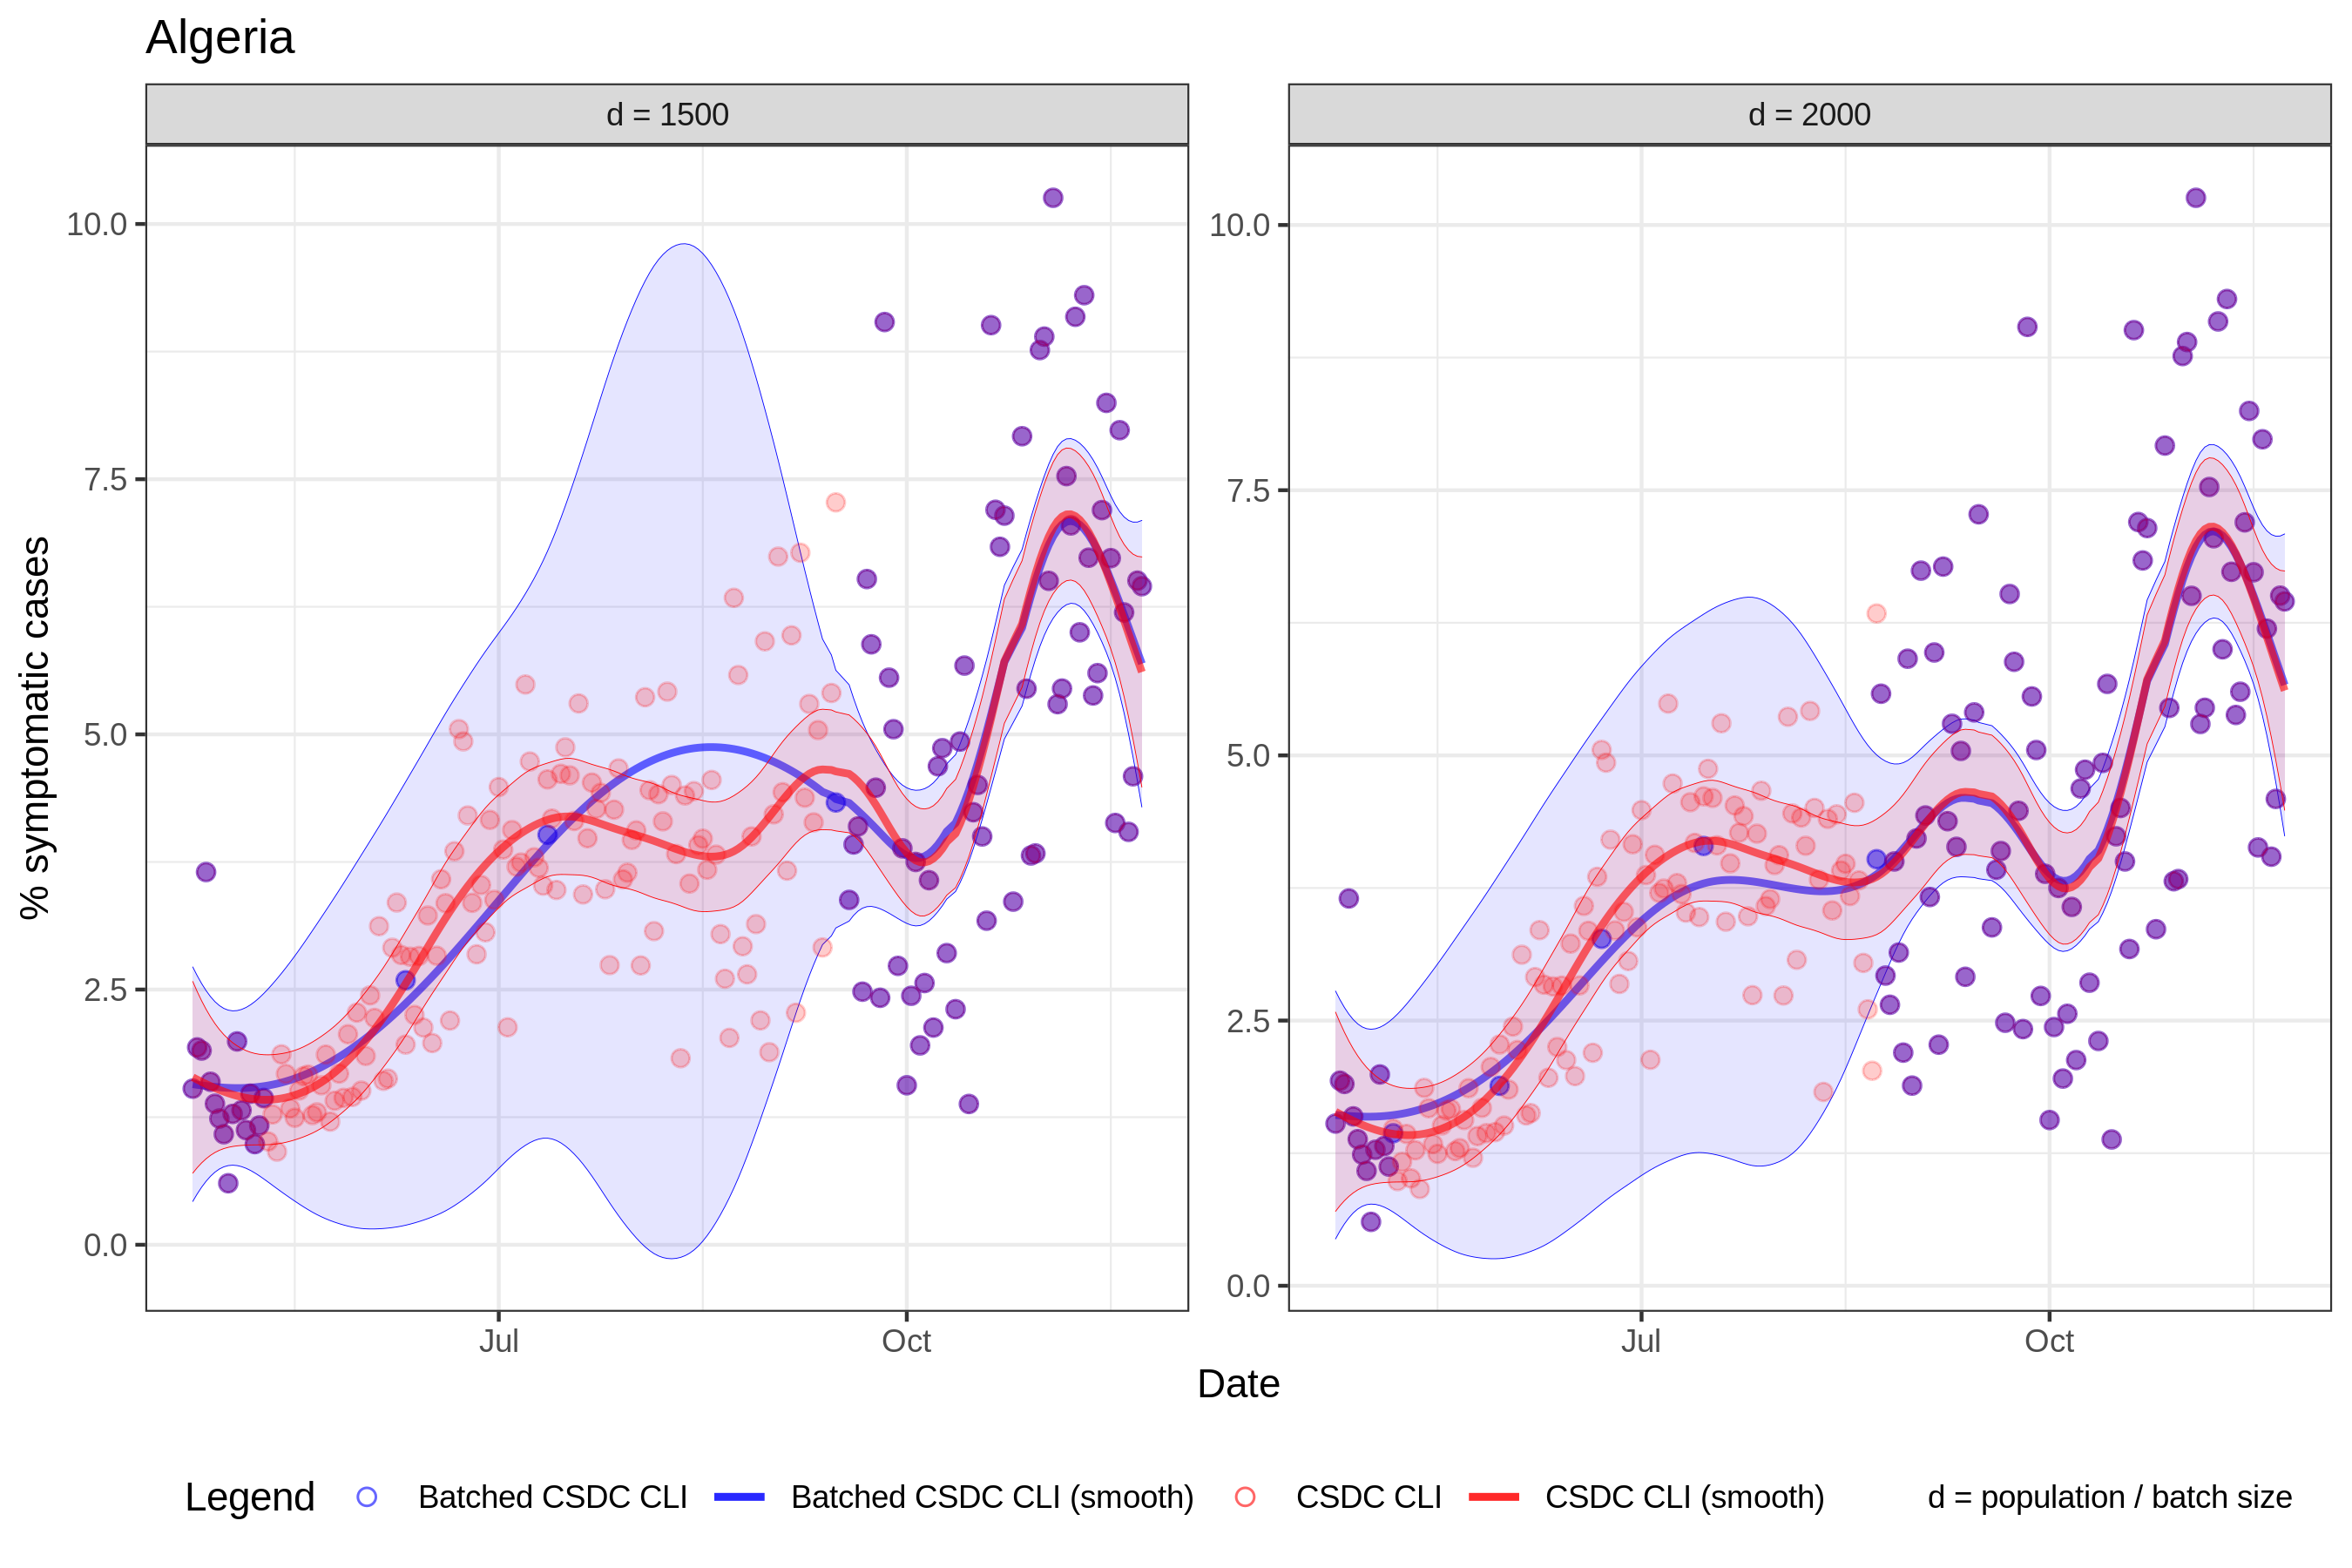 Algeria
d = 1500
d = 2000
% symptomatic cases
10.0
7.5
5.0
2.5
0.0
10.0
7.5
5.0
2.5
0.0
Jul
Oct
Jul
Oct
Date
Legend
Batched CSDC CLI
Batched CSDC CLI (smooth)
CSDC CLI
CSDC CLI (smooth)
d = population / batch size